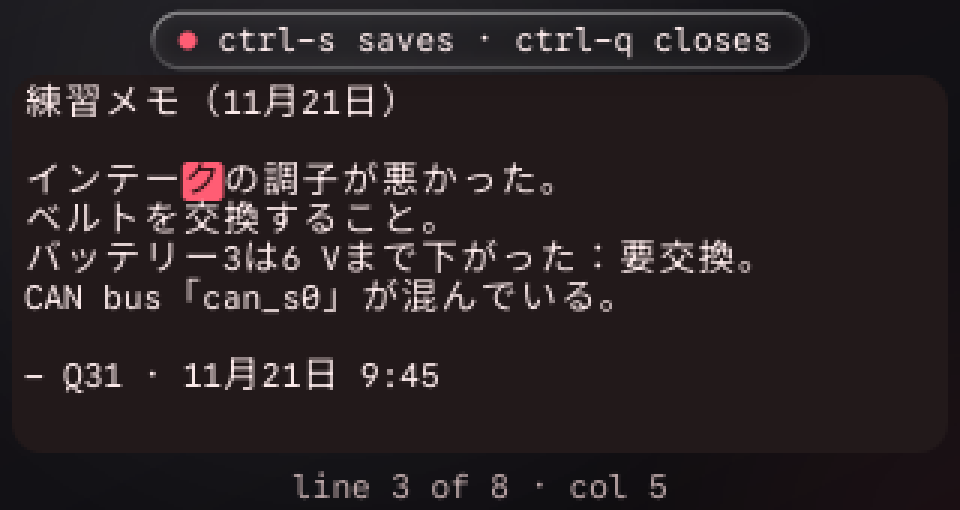 ctrl-s saves · ctrl-q closes
練習メモ（11月21日）
インテークの調子が悪かった。
ベルトを交換すること。
バッテリー3は6 Vまで下がった：要交換。
CAN bus「can_s0」が混んでいる。
– Q31 · 11月21日 9:45
line 3 of 8 · col 5